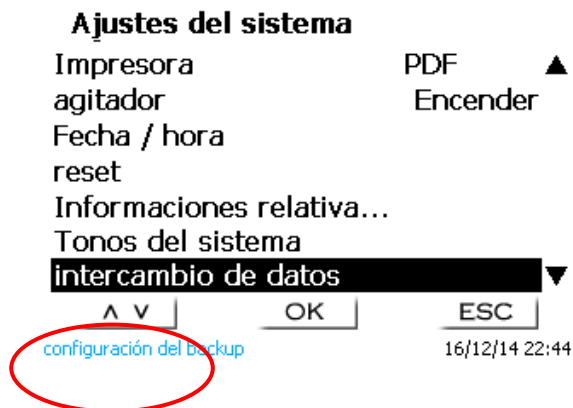 Ajustes del sistema
Impresora PDF ▲
agitador Encender
Fecha / hora
reset
Informaciones relativa...
Tonos del sistema
intercambio de datos ▼
∧ ∨ OK ESC
configuración del backup 16/12/14 22:44